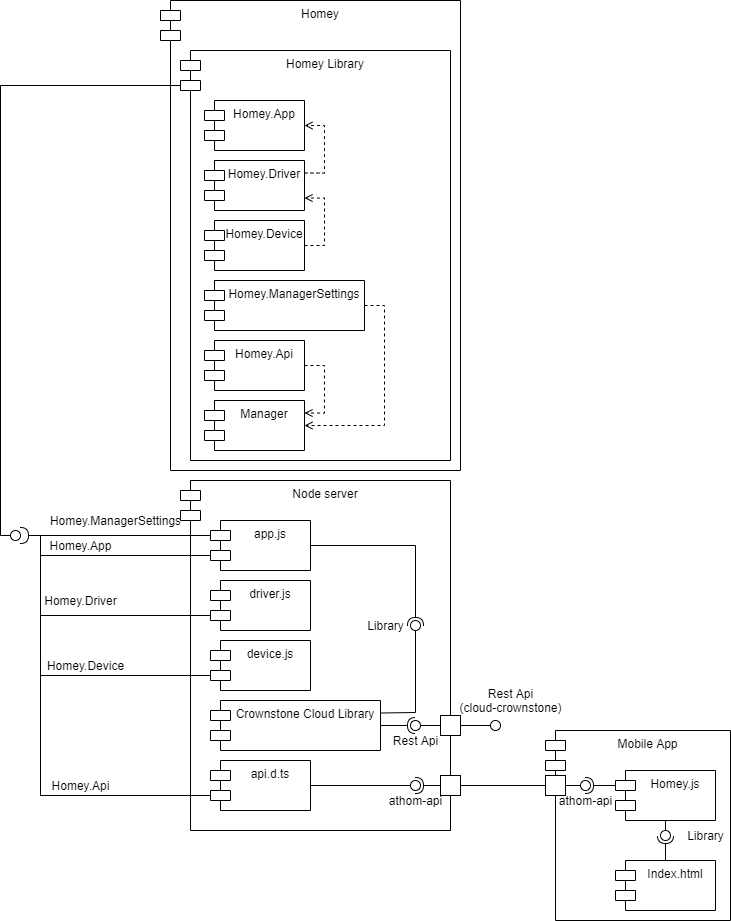 Homey
Homey Library
Homey.App
Homey.Driver
Homey.Device
Homey.ManagerSettings
Homey.Api
Manager
Node server
Homey.ManagerSettings
app.js
Homey.App
driver.js
Homey.Driver
Library
device.js
Homey.Device
Rest Api
(cloud-crownstone)
Crownstone Cloud Library
Rest Api
Mobile App
api.d.ts
Homey.Api
athom-api
athom-api
Homey.js
Library
Index.html